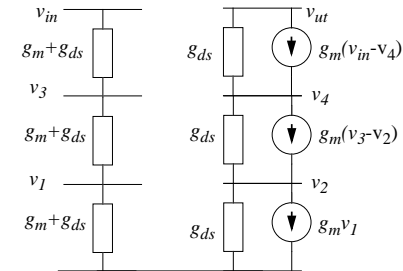 v_in v_ut
g_m+g_ds g_ds g_m(v_in-v_4)
v_3 v_4
g_m+g_ds g_ds g_m(v_3-v_2)
v_1 v_2
g_m+g_ds g_ds g_mv_1